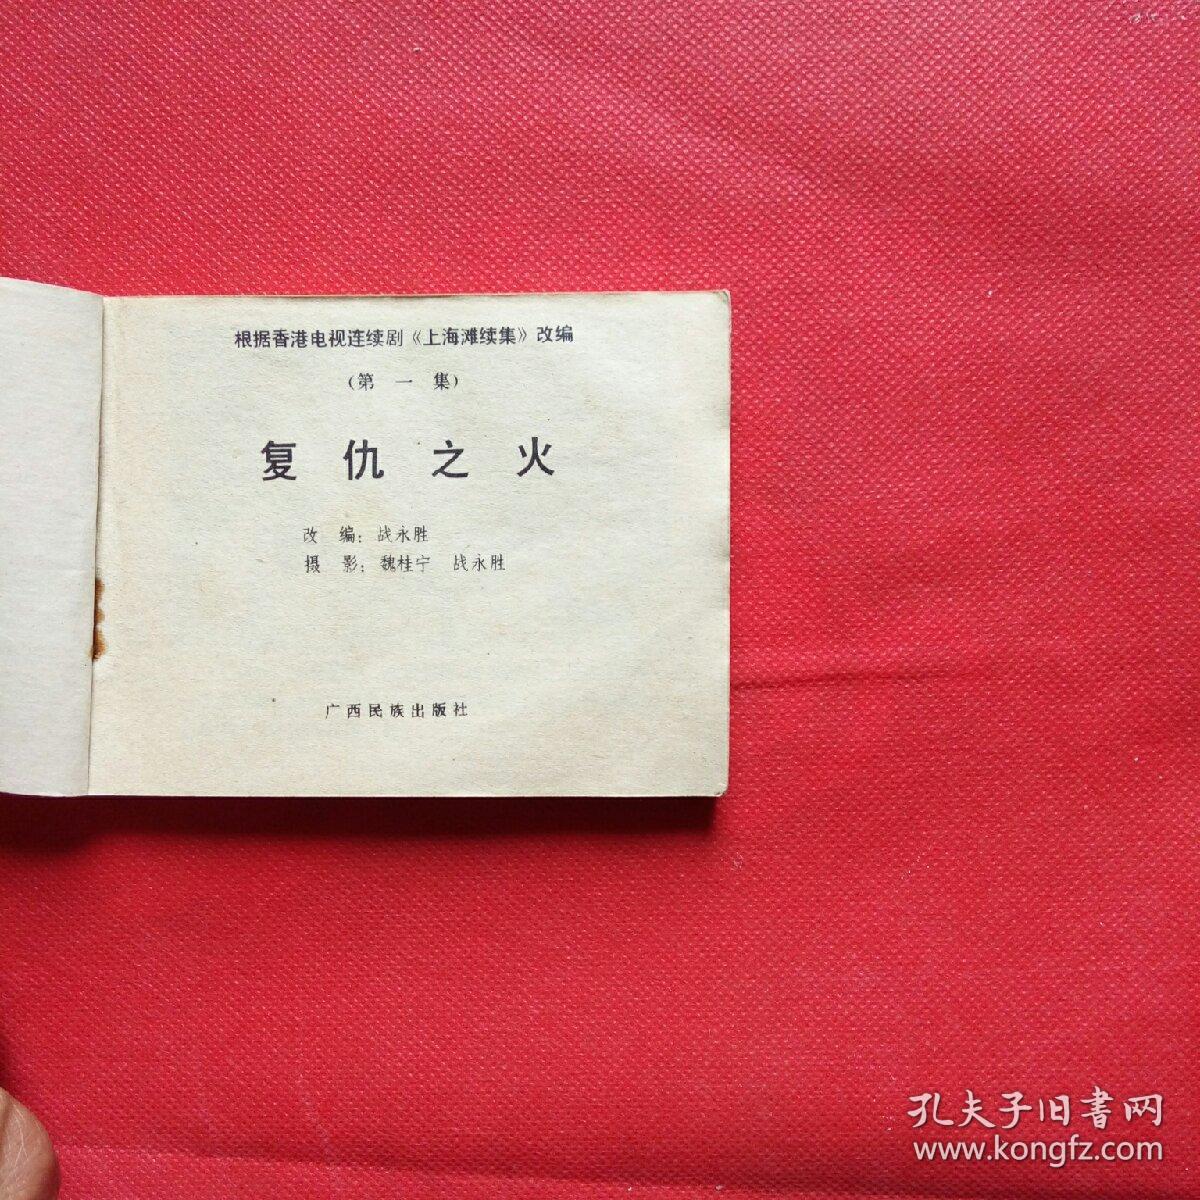 根据香港电视连续剧《上海滩续集》改编
(第一集)
复仇之火
改编：战永胜
摄影：魏桂宁 战永胜
广西民族出版社
孔夫子旧書网
www.kongfz.com